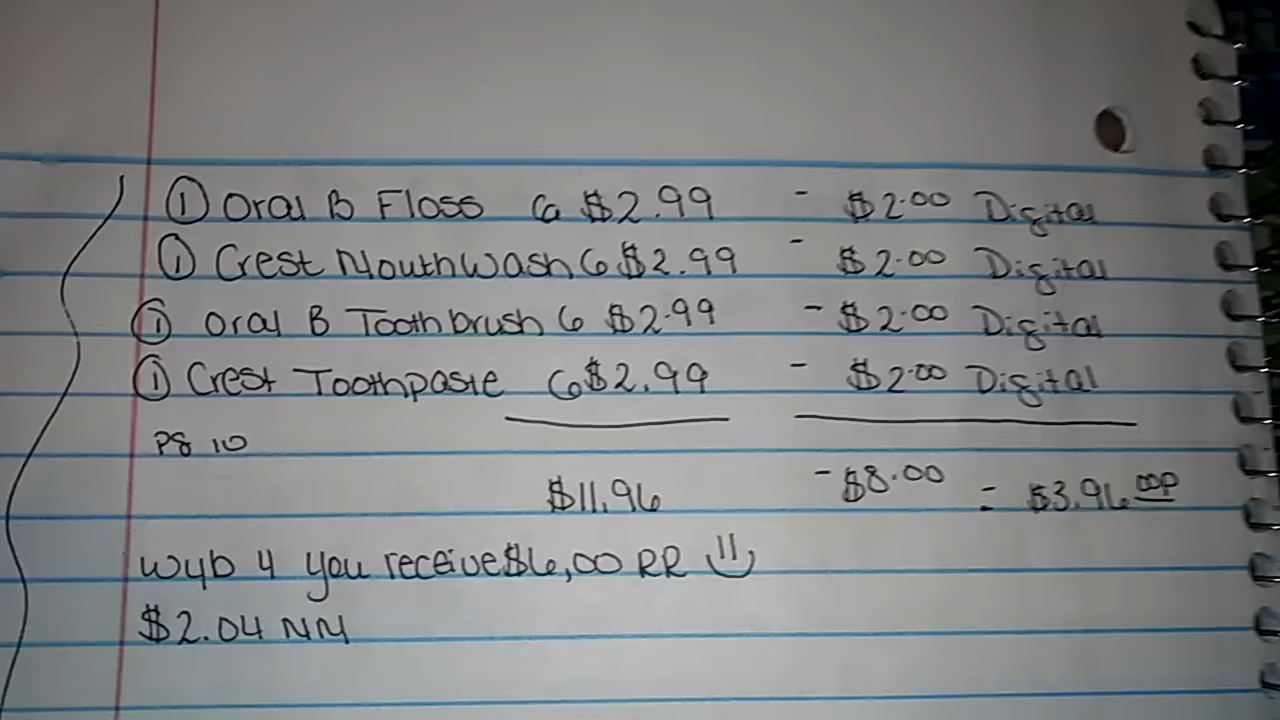 ① Oral B Floss @ $2.99 - $2.00 Digital
① Crest Mouthwash @ $2.99 - $2.00 Digital
① Oral B Toothbrush @ $2.99 - $2.00 Digital
① Crest Toothpaste @ $2.99 - $2.00 Digital
Pg 10
$11.96 -$8.00 = $3.96 oop
Wyb 4 you receive $6,00 RR
$2.04 MM